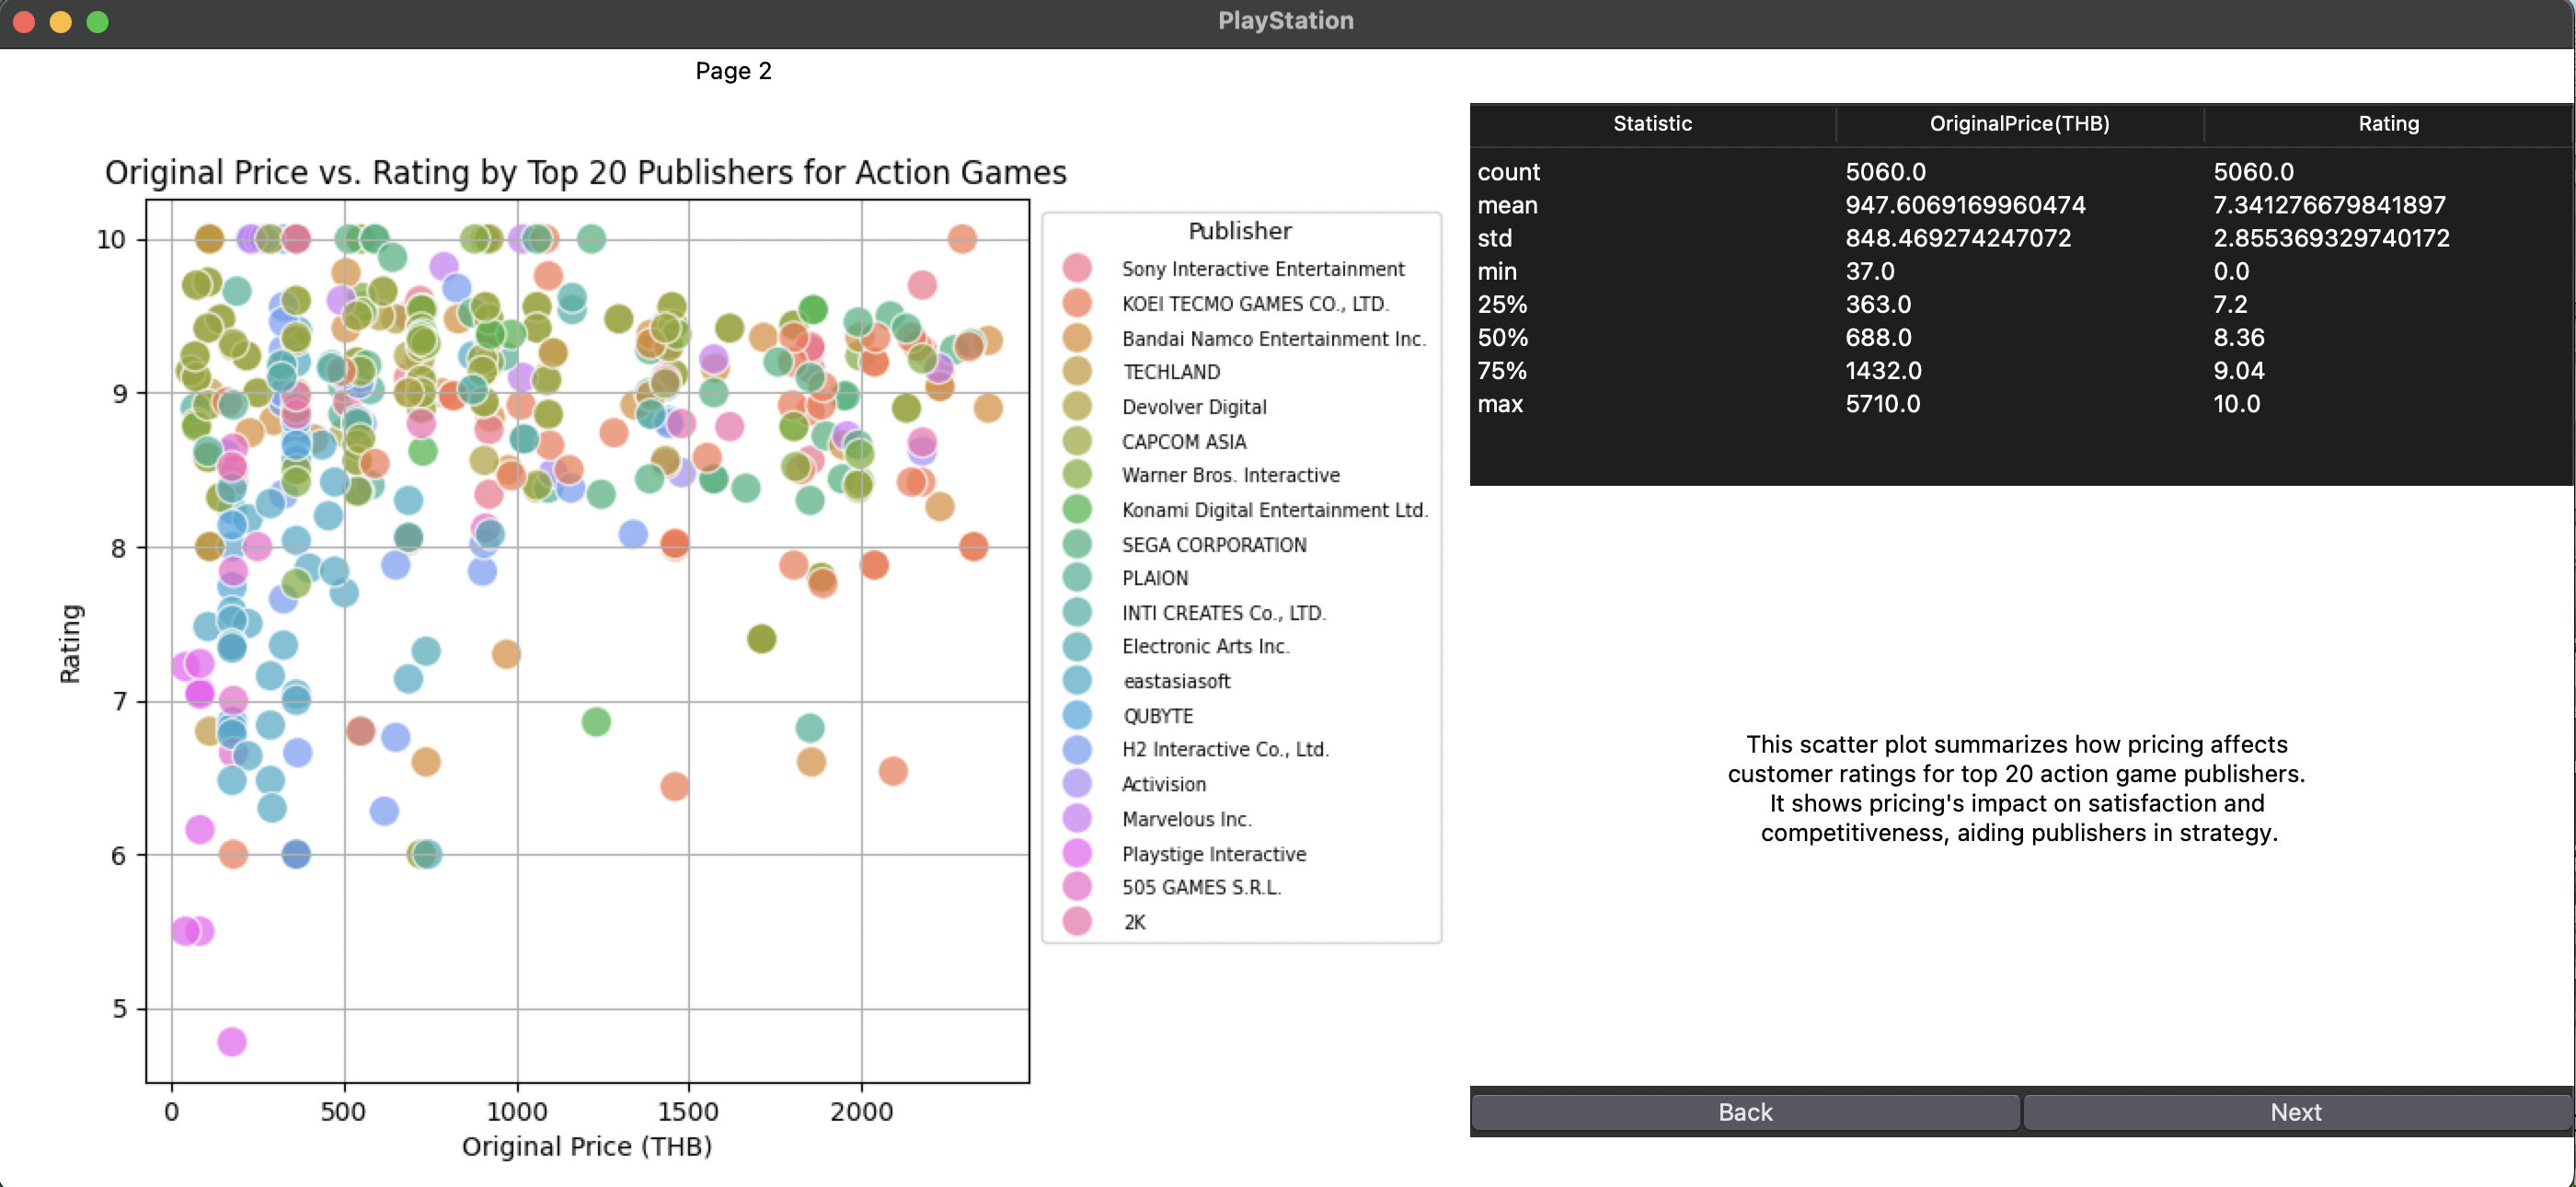 PlayStation
Page 2
Original Price vs. Rating by Top 20 Publishers for Action Games
10
9
8
7
6
5
Rating
0 500 1000 1500 2000
Original Price (THB)
Publisher
Sony Interactive Entertainment
KOEI TECMO GAMES CO., LTD.
Bandai Namco Entertainment Inc.
TECHLAND
Devolver Digital
CAPCOM ASIA
Warner Bros. Interactive
Konami Digital Entertainment Ltd.
SEGA CORPORATION
PLAION
INTI CREATES Co., LTD.
Electronic Arts Inc.
eastasiasoft
QUBYTE
H2 Interactive Co., Ltd.
Activision
Marvelous Inc.
Playstige Interactive
505 GAMES S.R.L.
2K
Statistic OriginalPrice(THB) Rating
count 5060.0 5060.0
mean 947.6069169960474 7.341276679841897
std 848.469274247072 2.855369329740172
min 37.0 0.0
25% 363.0 7.2
50% 688.0 8.36
75% 1432.0 9.04
max 5710.0 10.0
This scatter plot summarizes how pricing affects
customer ratings for top 20 action game publishers.
It shows pricing's impact on satisfaction and
competitiveness, aiding publishers in strategy.
Back Next